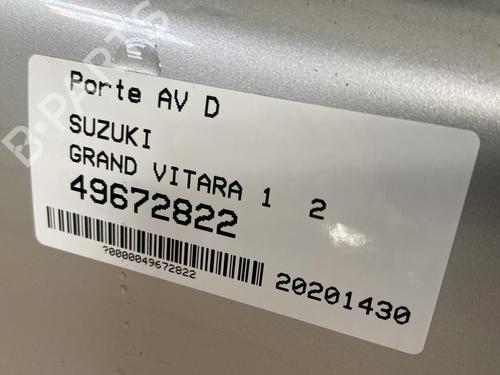 Porte AV D
SUZUKI
GRAND VITARA 1 2
49672822
?0000049672822
20201430
B-PARTS